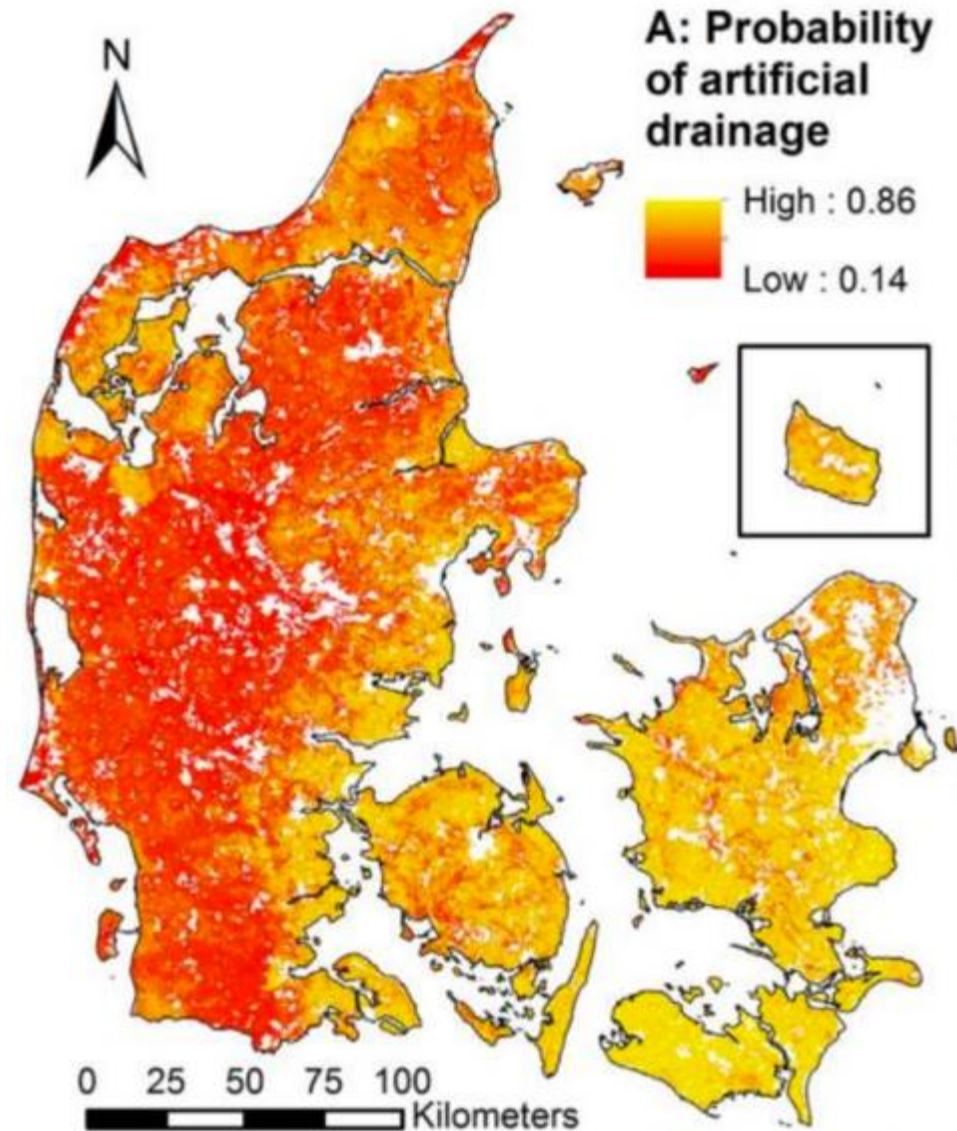 N
A: Probability
of artificial
drainage
High : 0.86
Low : 0.14
0 25 50 75 100
Kilometers